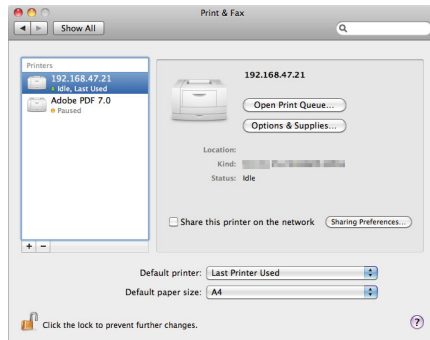 Print & Fax
Show All
Printers
192.168.47.21
Idle, Last Used
Adobe PDF 7.0
Paused
192.168.47.21
Open Print Queue...
Options & Supplies...
Location:
Kind:
Status: Idle
Share this printer on the network
Sharing Preferences...
+ −
Default printer: Last Printer Used
Default paper size: A4
Click the lock to prevent further changes.
?